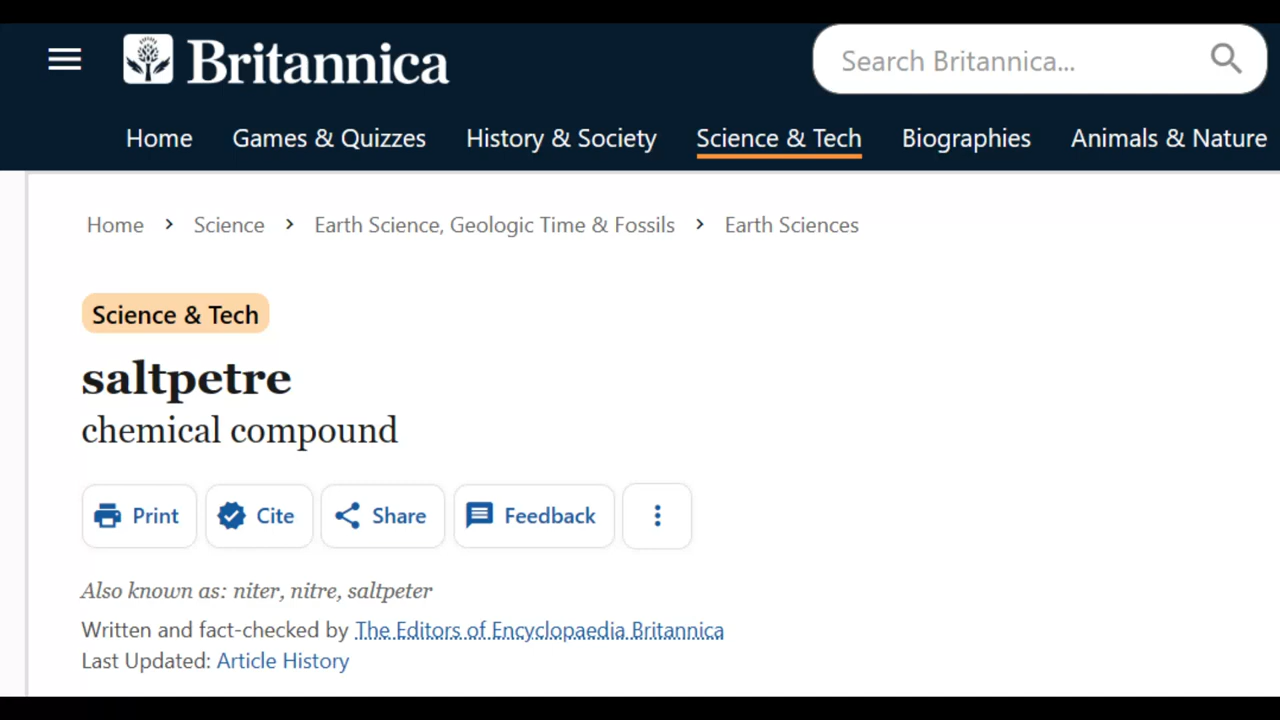 Britannica
Search Britannica...
Home Games & Quizzes History & Society Science & Tech Biographies Animals & Nature
Home > Science > Earth Science, Geologic Time & Fossils > Earth Sciences
Science & Tech
saltpetre
chemical compound
Print Cite Share Feedback
Also known as: niter, nitre, saltpeter
Written and fact-checked by The Editors of Encyclopaedia Britannica
Last Updated: Article History